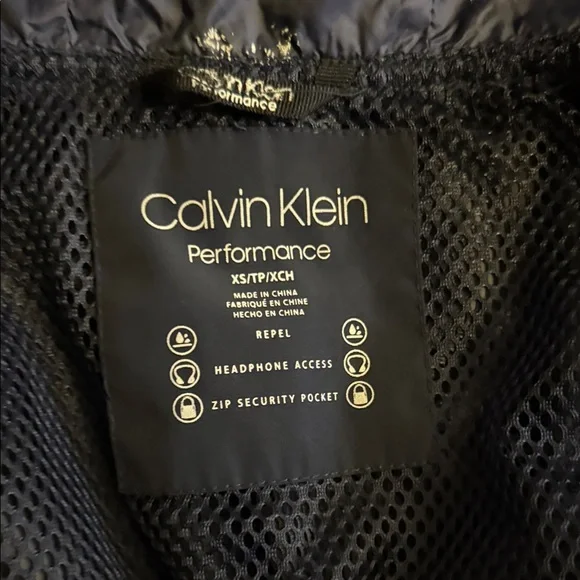 Klein
Performance
Calvin Klein
Performance
XS/TP/XCH
MADE IN CHINA
FABRIQUÉ EN CHINE
HECHO EN CHINA
REPEL
HEADPHONE ACCESS
ZIP SECURITY POCKET